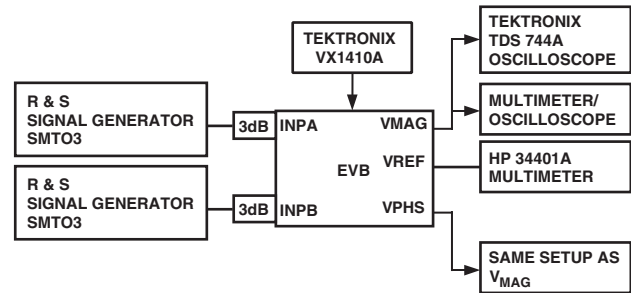 TEKTRONIX
VX1410A
TEKTRONIX
TDS 744A
OSCILLOSCOPE
R & S
SIGNAL GENERATOR
SMTO3
3dB
INPA
VMAG
MULTIMETER/
OSCILLOSCOPE
EVB
VREF
HP 34401A
MULTIMETER
R & S
SIGNAL GENERATOR
SMTO3
3dB
INPB
VPHS
SAME SETUP AS
VMAG